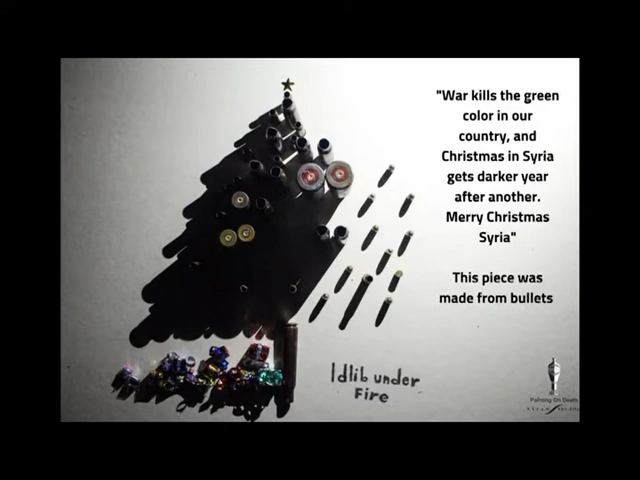 "War kills the green
color in our
country, and
Christmas in Syria
gets darker year
after another.
Merry Christmas
Syria"
This piece was
made from bullets
Idlib under
Fire
Painting On Death